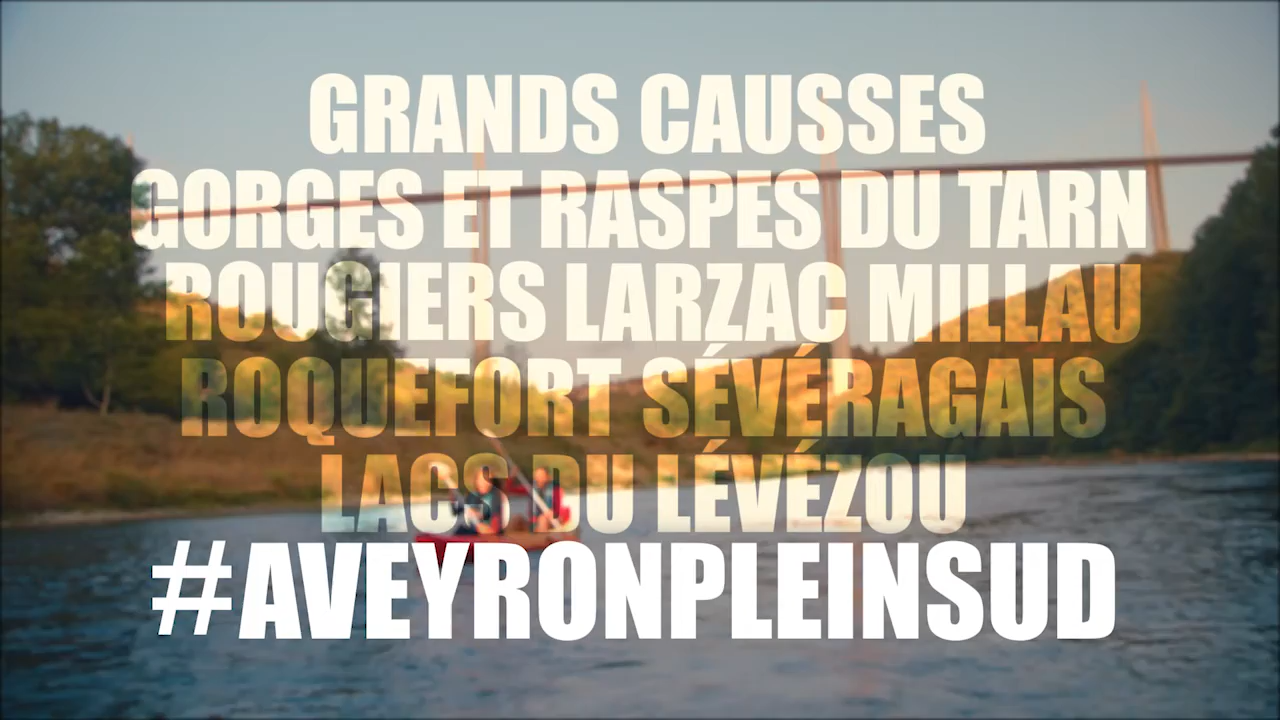 GRANDS CAUSSES
GORGES ET RASPES DU TARN
ROUGIERS LARZAC MILLAU
ROQUEFORT SÉVÉRAGAIS
LACS DU LÉVÉZOU
#AVEYRONPLEINSUD